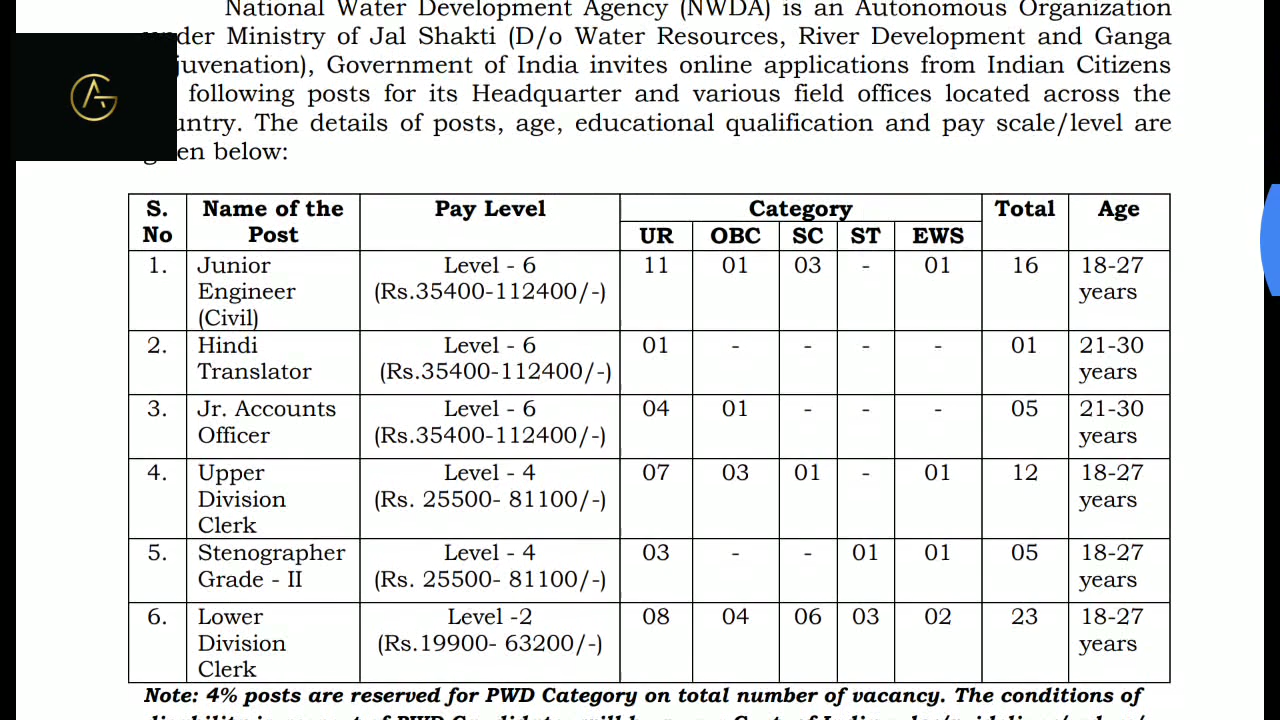 National Water Development Agency (NWDA) is an Autonomous Organization
Ministry of Jal Shakti (D/o Water Resources, River Development and Ganga
Government of India invites online applications from Indian Citizens
following posts for its Headquarter and various field offices located across the
The details of posts, age, educational qualification and pay scale/level are
below:
S. No Name of the Post Pay Level Category Total Age
UR OBC SC ST EWS
1. Junior Level - 6 11 01 03 - 01 16 18-27
Engineer (Rs.35400-112400/-) years
(Civil)
2. Hindi Level - 6 01 - - - - 01 21-30
Translator (Rs.35400-112400/-) years
3. Jr. Accounts Level - 6 04 01 - - - 05 21-30
Officer (Rs.35400-112400/-) years
4. Upper Level - 4 07 03 01 - 01 12 18-27
Division (Rs. 25500- 81100/-) years
Clerk
5. Stenographer Level - 4 03 - - 01 01 05 18-27
Grade - II (Rs. 25500- 81100/-) years
6. Lower Level -2 08 04 06 03 02 23 18-27
Division (Rs.19900- 63200/-) years
Clerk
Note: 4% posts are reserved for PWD Category on total number of vacancy. The conditions of